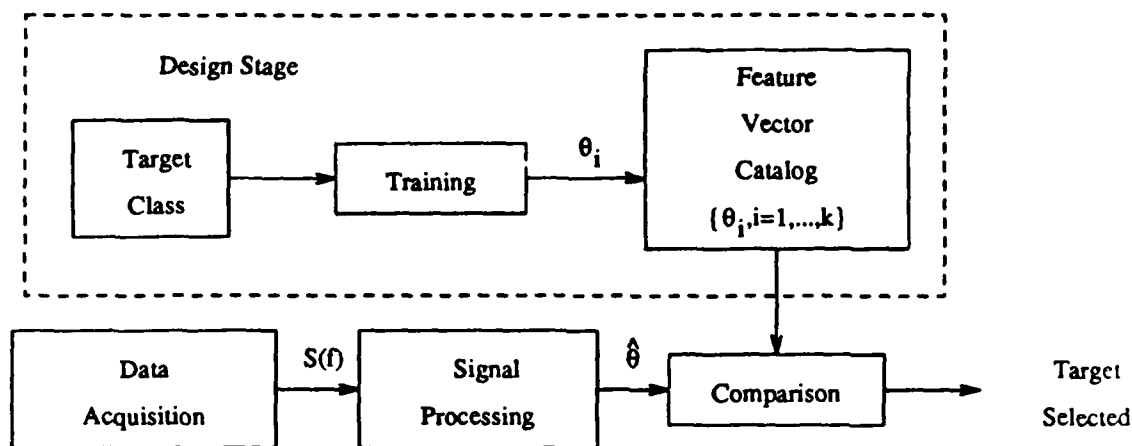 Design Stage
Target
Class
Training
θi
Feature
Vector
Catalog
{θi,i=1,...,k}
Data
Acquisition
S(f)
Signal
Processing
θ̂
Comparison
Target
Selected